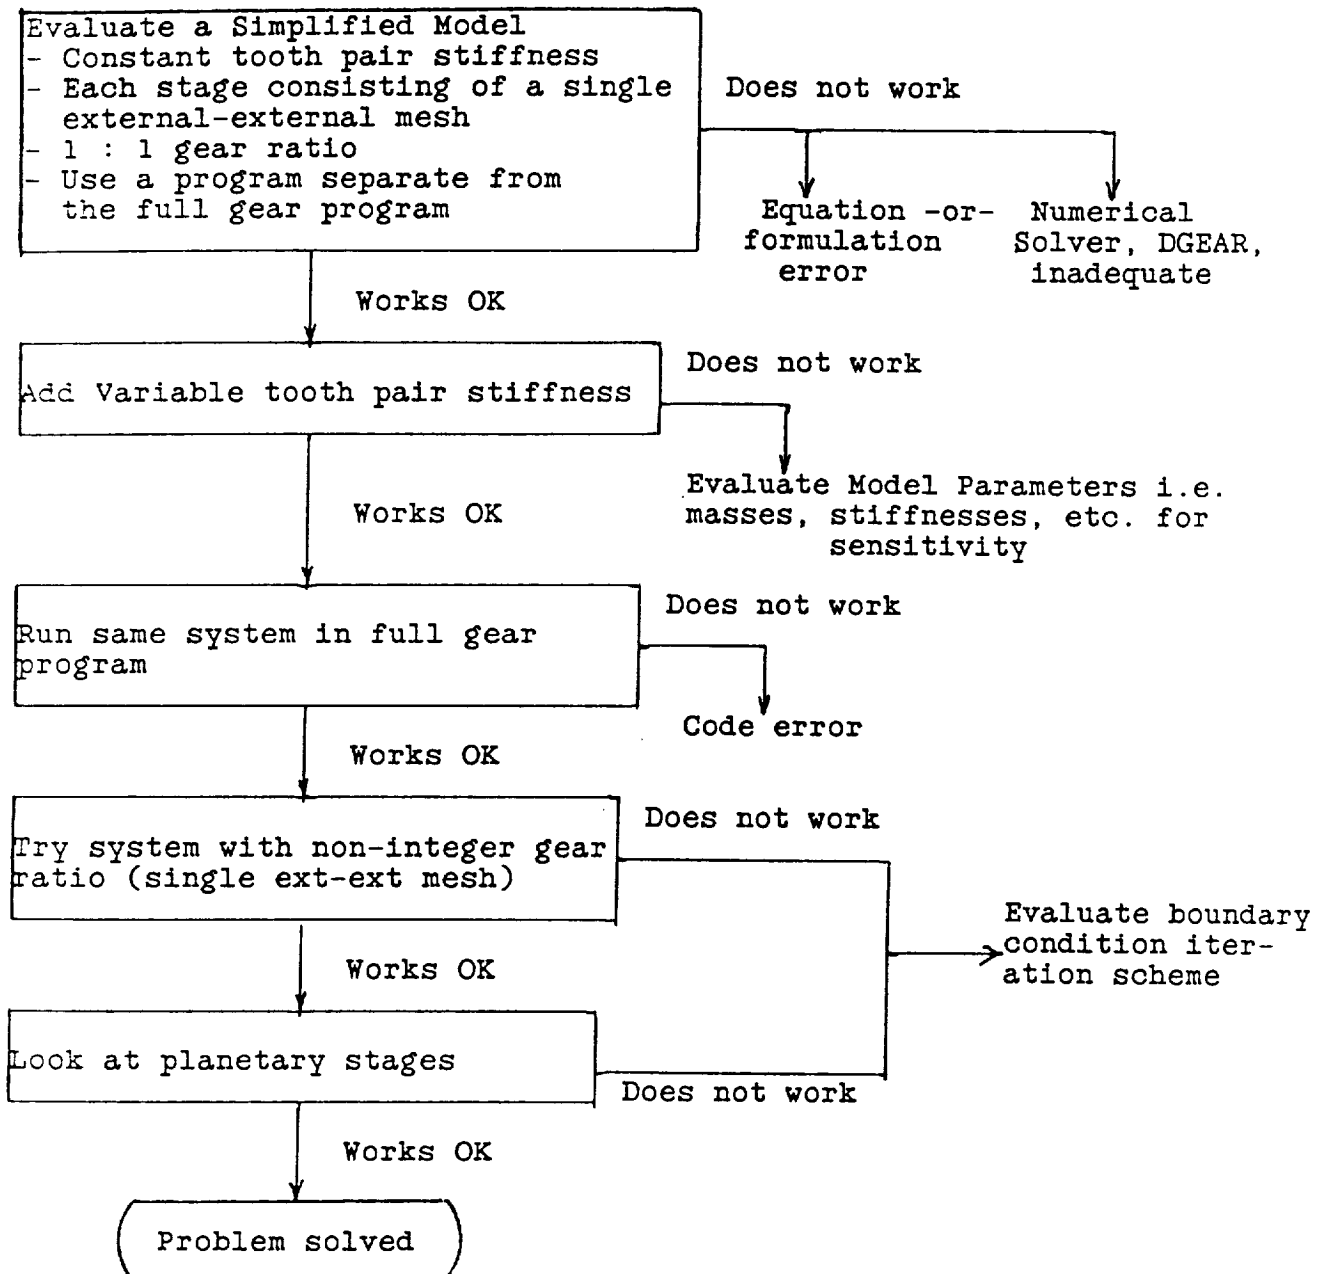 Evaluate a Simplified Model
- Constant tooth pair stiffness
- Each stage consisting of a single
external-external mesh
- 1 : 1 gear ratio
- Use a program separate from
the full gear program
Does not work
Equation -or-
formulation
error
Numerical
Solver, DGEAR,
inadequate
Works OK
Add Variable tooth pair stiffness
Does not work
Evaluate Model Parameters i.e.
masses, stiffnesses, etc. for
sensitivity
Works OK
Run same system in full gear
program
Does not work
Code error
Works OK
Try system with non-integer gear
ratio (single ext-ext mesh)
Does not work
Evaluate boundary
condition iter-
ation scheme
Works OK
Look at planetary stages
Does not work
Works OK
Problem solved